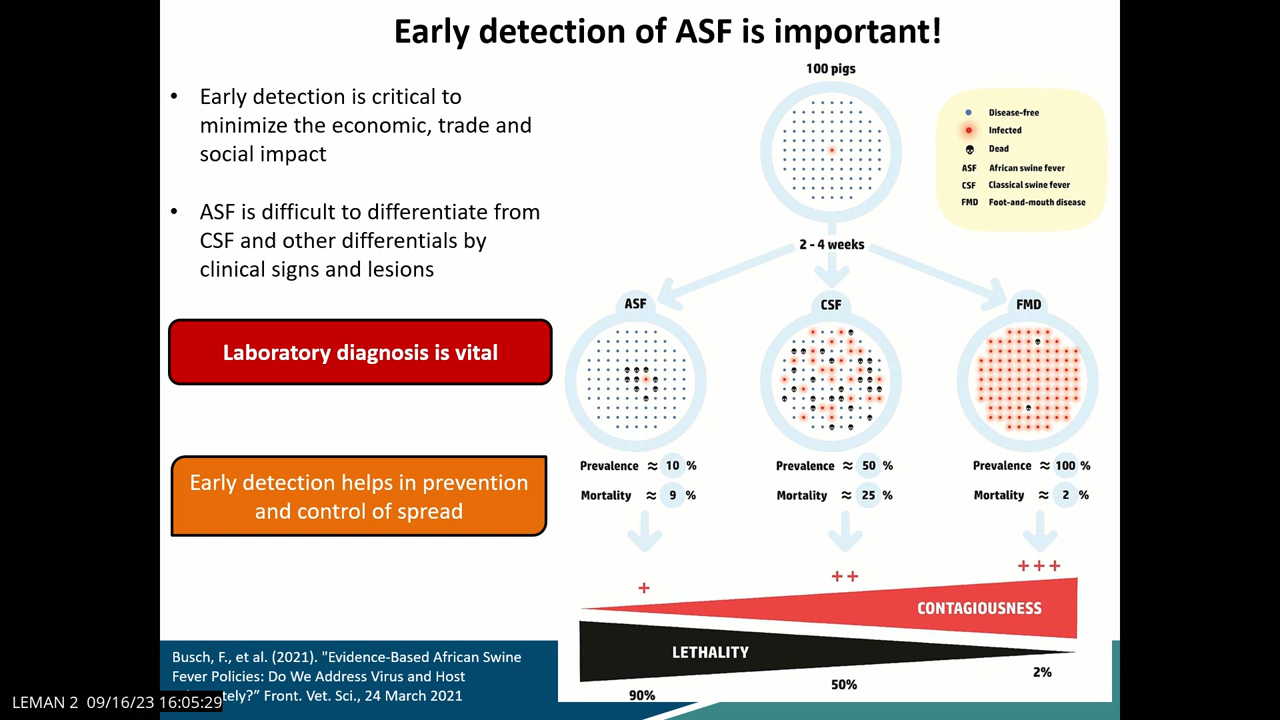 Early detection of ASF is important!
• Early detection is critical to
minimize the economic, trade and
social impact
• ASF is difficult to differentiate from
CSF and other differentials by
clinical signs and lesions
Laboratory diagnosis is vital
Early detection helps in prevention
and control of spread
100 pigs
Disease-free
Infected
Dead
ASF African swine fever
CSF Classical swine fever
FMD Foot-and-mouth disease
2 - 4 weeks
ASF
CSF
FMD
Prevalence ≈ 10 %
Mortality ≈ 9 %
Prevalence ≈ 50 %
Mortality ≈ 25 %
Prevalence ≈ 100 %
Mortality ≈ 2 %
+
++
+++
CONTAGIOUSNESS
LETHALITY
90%
50%
2%
Busch, F., et al. (2021). "Evidence-Based African Swine
Fever Policies: Do We Address Virus and Host
tely?” Front. Vet. Sci., 24 March 2021
LEMAN 2 09/16/23 16:05:29